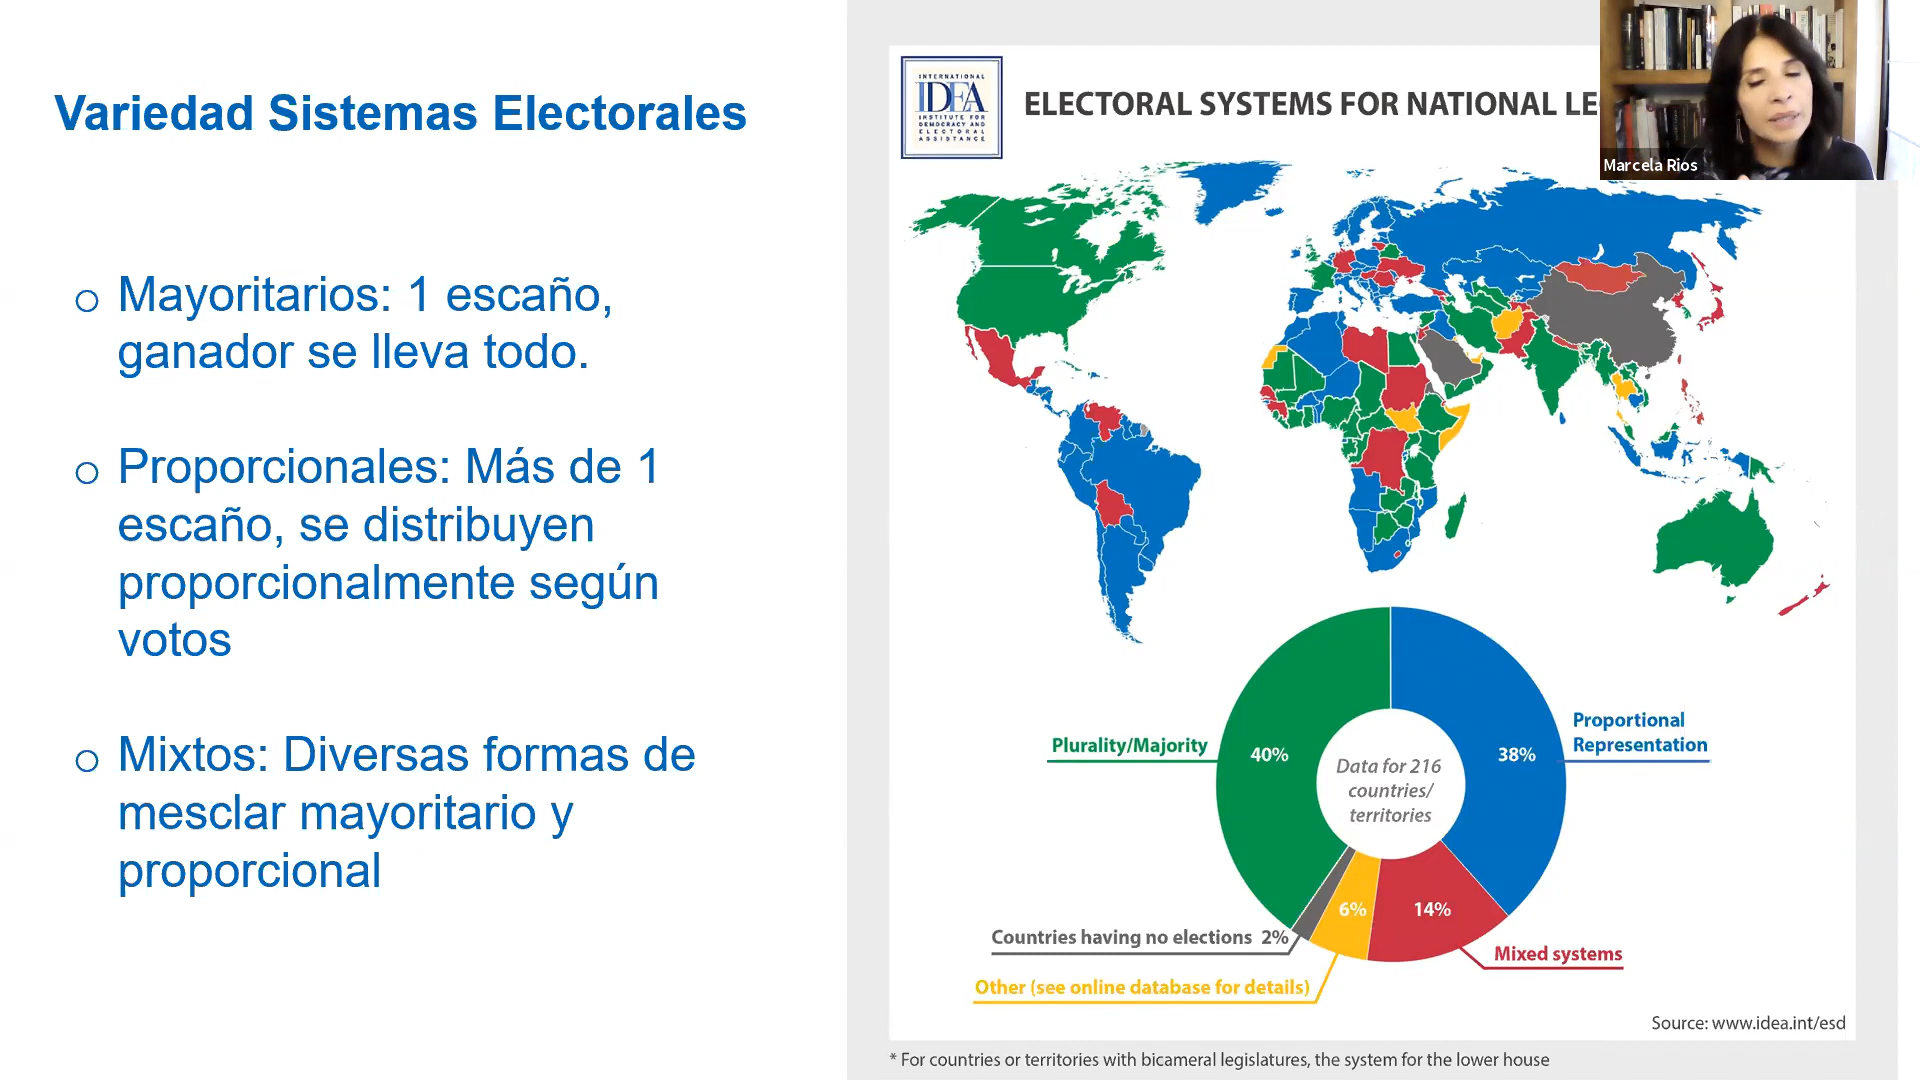 Variedad Sistemas Electorales
o Mayoritarios: 1 escaño,
ganador se lleva todo.
o Proporcionales: Más de 1
escaño, se distribuyen
proporcionalmente según
votos
o Mixtos: Diversas formas de
mesclar mayoritario y
proporcional
INTERNATIONAL
IDEA
INSTITUTE FOR
DEMOCRACY AND
ELECTORAL
ASSISTANCE
ELECTORAL SYSTEMS FOR NATIONAL LE
Marcela Rios
Plurality/Majority
40%
38%
Proportional
Representation
Data for 216
countries/
territories
Countries having no elections 2%
6%
14%
Mixed systems
Other (see online database for details)
Source: www.idea.int/esd
* For countries or territories with bicameral legislatures, the system for the lower house